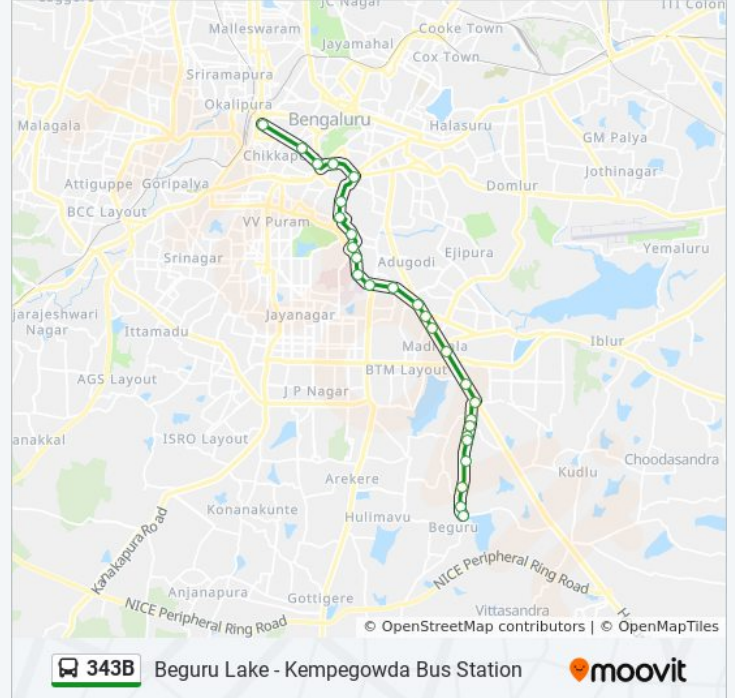 JC Nagar
ITI Colon
Malleswaram
Cooke Town
Jayamahal
Cox Town
Sriramapura
Okalipura
Bengaluru
Malagala
Halasuru
GM Palya
Chikkape
Jothinagar
Attiguppe Goripalya
Domlur
BCC Layout
VV Puram
Yemaluru
Srinagar
Adugodi
Ejipura
jarajeshwari
Nagar
Jayanagar
Ittamadu
Iblur
Madi
ala
BTM Layout
AGS Layout
J P Nagar
anakkal
ISRO Layout
Choodasandra
Kudlu
Arekere
Konanakunte
Hulimavu
Beguru
Kanakapura Road
NICE Peripheral Ring Road
Anjanapura
Gottigere
NICE Peripheral Ring Road
Vittasandra
© OpenStreetMap contributors | © OpenMapTiles
343B Beguru Lake - Kempegowda Bus Station moovit